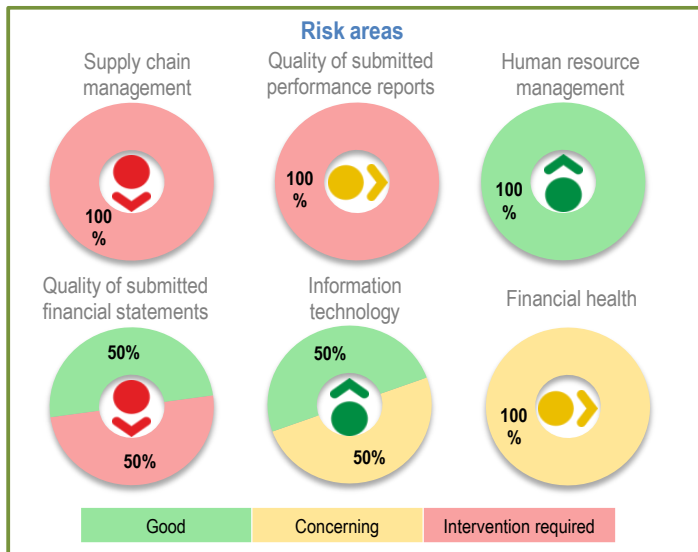 Risk areas
Supply chain
management
Quality of submitted
performance reports
Human resource
management
100
%
100
%
100
%
Quality of submitted
financial statements
Information
technology
Financial health
50%
50%
50%
50%
100
%
Good
Concerning
Intervention required